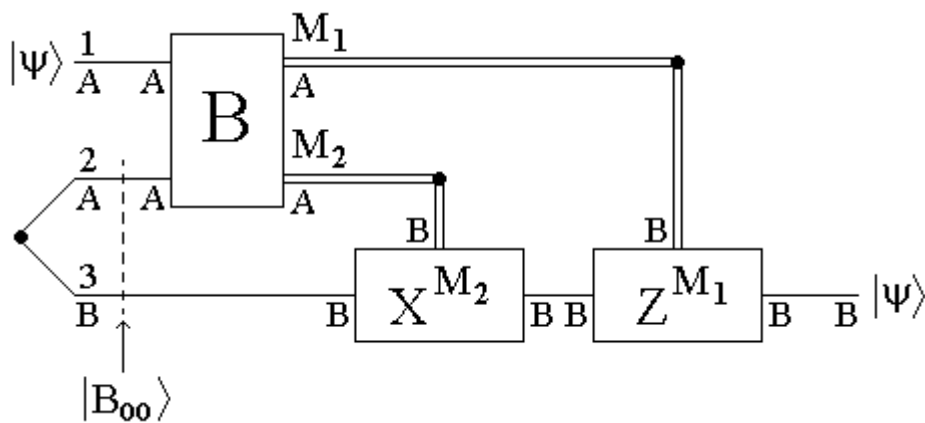 |Ψ⟩ 1 M₁
A A B A
2 M₂
A A A
B B
3
B B X^M₂ B B Z^M₁ B B |Ψ⟩
|B₀₀⟩